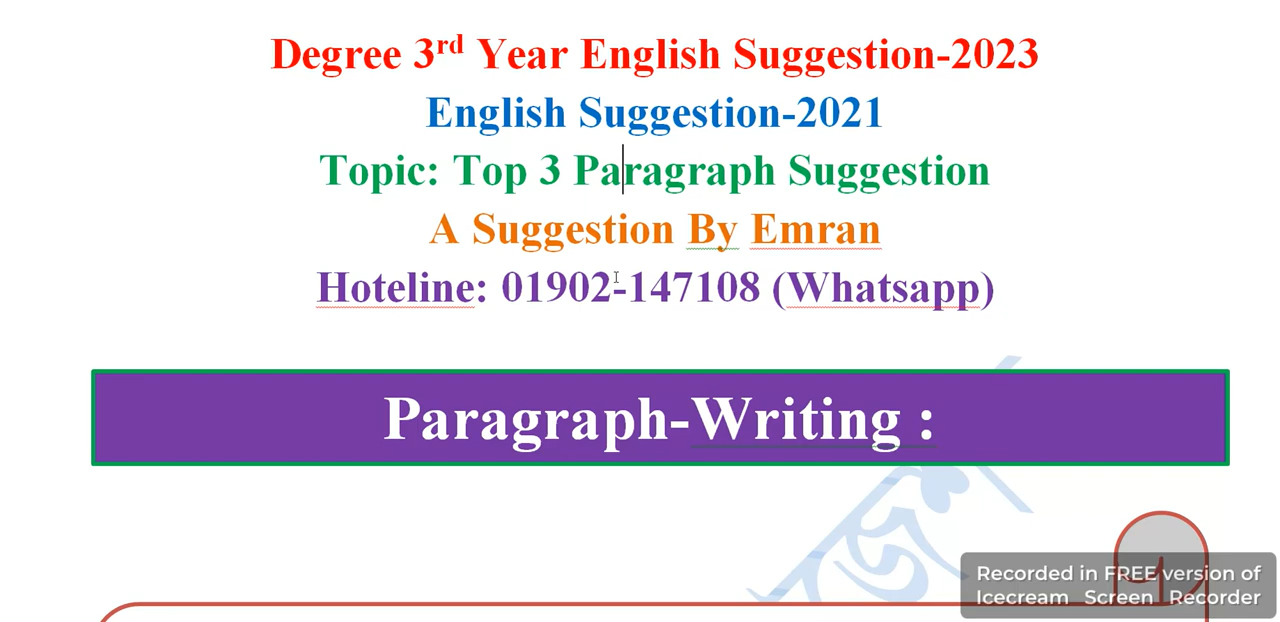 Degree 3rd Year English Suggestion-2023
English Suggestion-2021
Topic: Top 3 Paragraph Suggestion
A Suggestion By Emran
Hoteline: 01902-147108 (Whatsapp)
Paragraph-Writing :
Recorded in FREE version of
Icecream Screen Recorder